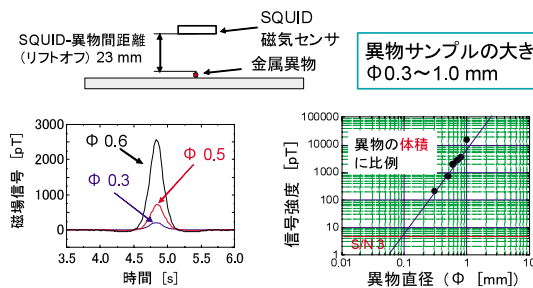 SQUID
磁気センサ
SQUID-異物間距離
(リフトオフ) 23 mm
金属異物
異物サンプルの大き
Φ0.3～1.0 mm
磁場信号 [pT]
3000
2000
1000
0
Φ 0.6
Φ 0.5
Φ 0.3
3.5 4.0 4.5 5.0 5.5 6.0
時間 [s]
信号強度 [pT]
100000
10000
1000
100
10
1
異物の体積
に比例
S/N 3
0.01 0.1 1 10
異物直径 (Φ [mm])